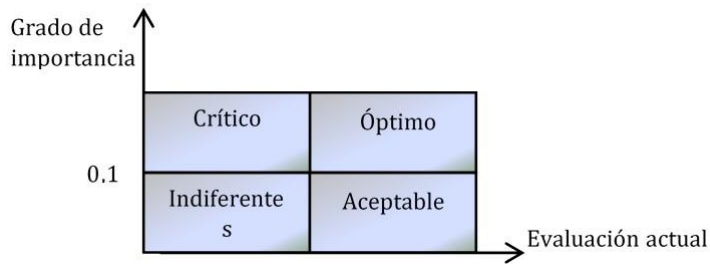 Grado de
importancia
Crítico
Óptimo
0.1
Indiferente
s
Aceptable
Evaluación actual